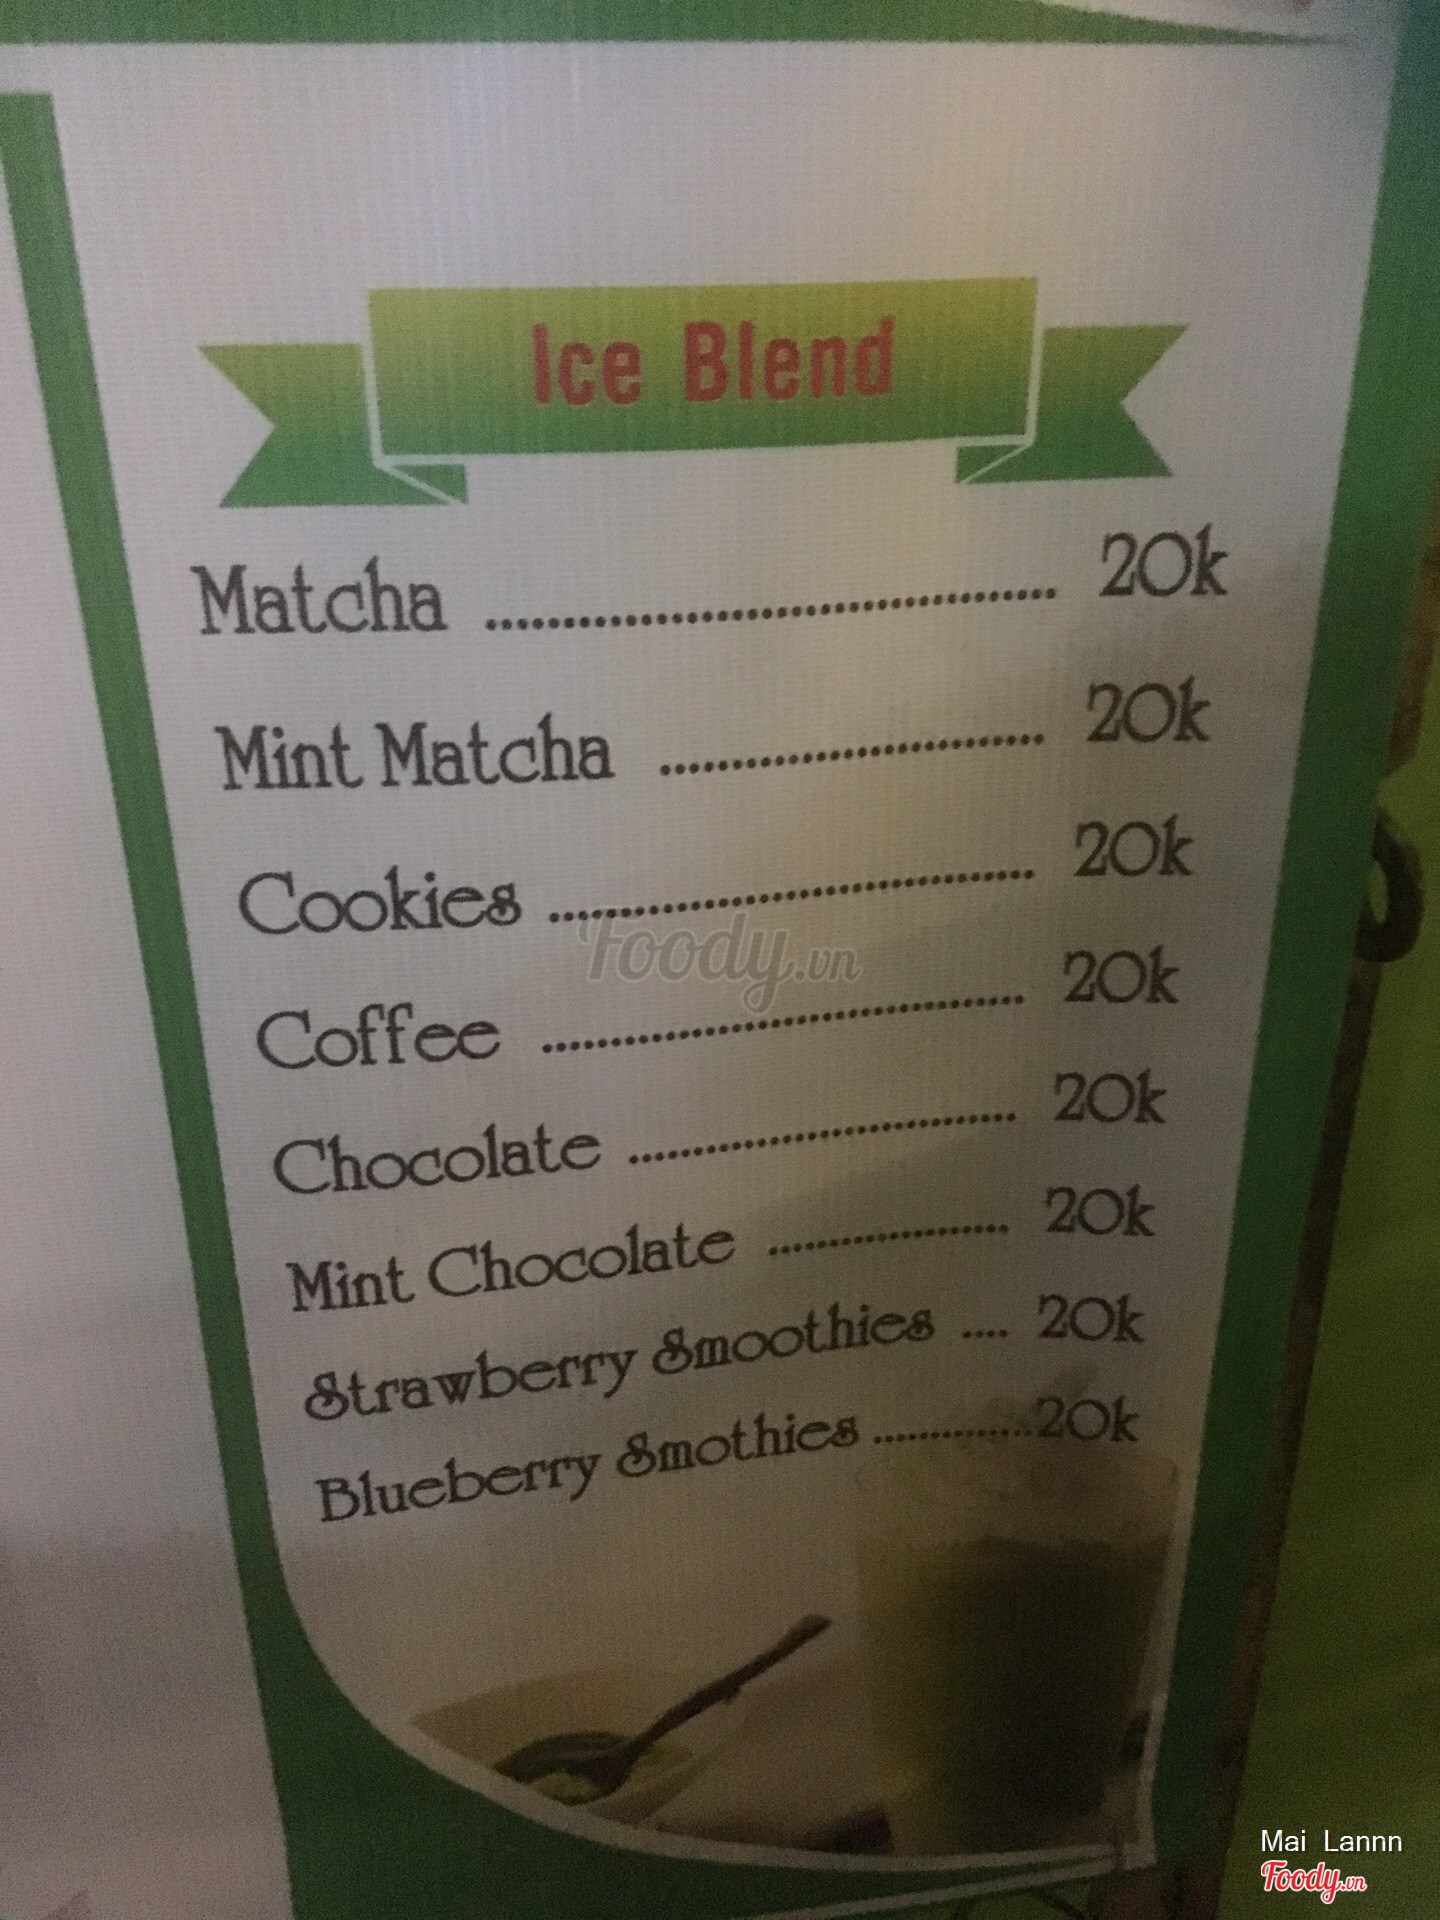 Ice Blend
Matcha ........................................ 20k
Mint Matcha ........................... 20k
Cookies ..................................... 20k
Foody.vn
Coffee ...................................... 20k
Chocolate ................................ 20k
Mint Chocolate .................... 20k
Strawberry Smoothies .... 20k
Blueberry Smothies ..............20k
Mai Lannn
Foody.vn